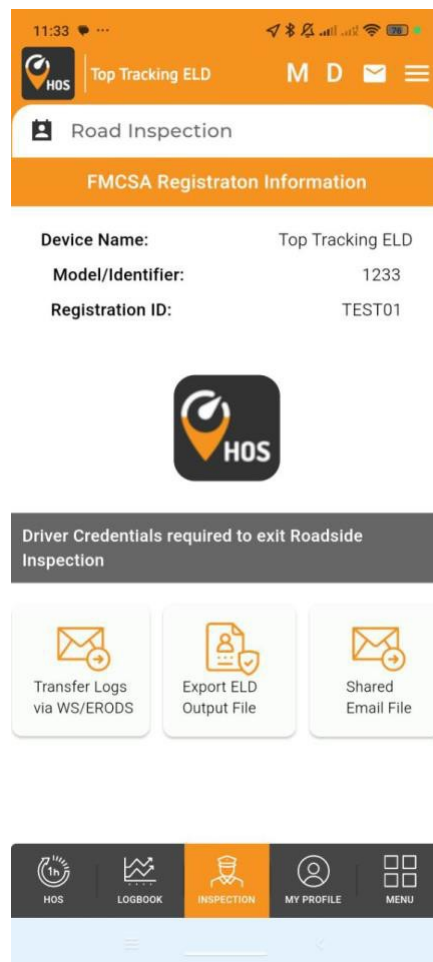 11:33
76
HOS
Top Tracking ELD
M D
Road Inspection
FMCSA Registraton Information
Device Name: Top Tracking ELD
Model/Identifier: 1233
Registration ID: TEST01
HOS
Driver Credentials required to exit Roadside
Inspection
Transfer Logs
via WS/ERODS
Export ELD
Output File
Shared
Email File
1h
HOS
LOGBOOK
INSPECTION
MY PROFILE
MENU